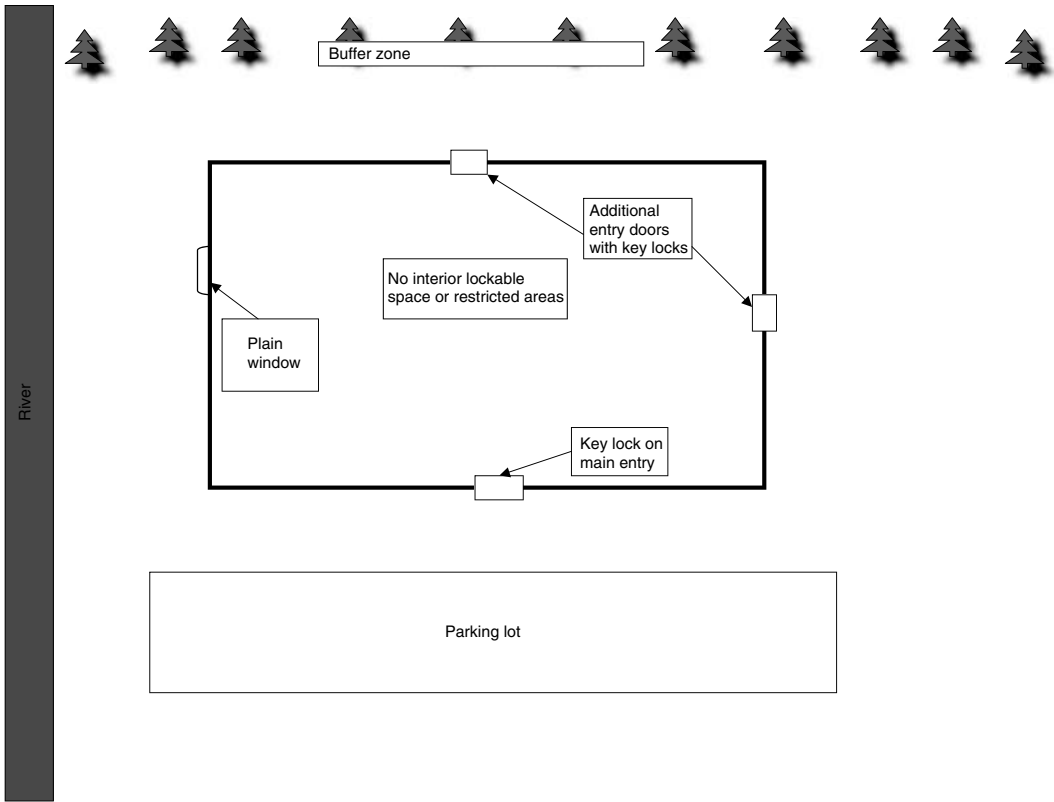 Buffer zone
Additional
entry doors
with key locks
No interior lockable
space or restricted areas
Plain
window
River
Key lock on
main entry
Parking lot